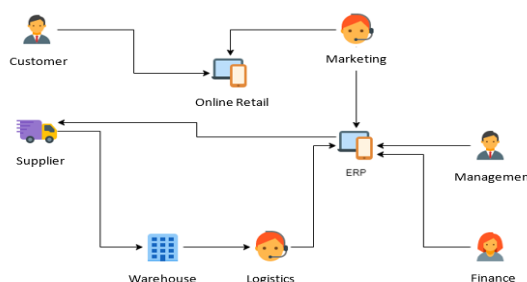 Customer
Marketing
Online Retail
Supplier
ERP
Management
Warehouse
Logistics
Finance